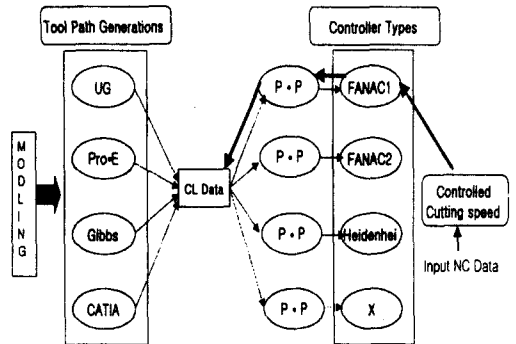 Tool Path Generations
Controller Types
MODLING
UG
Pro•E
Gibbs
CATIA
CL Data
P • P
P • P
P • P
P • P
FANAC1
FANAC2
Heidenhei
X
Controlled
Cutting speed
Input NC Data